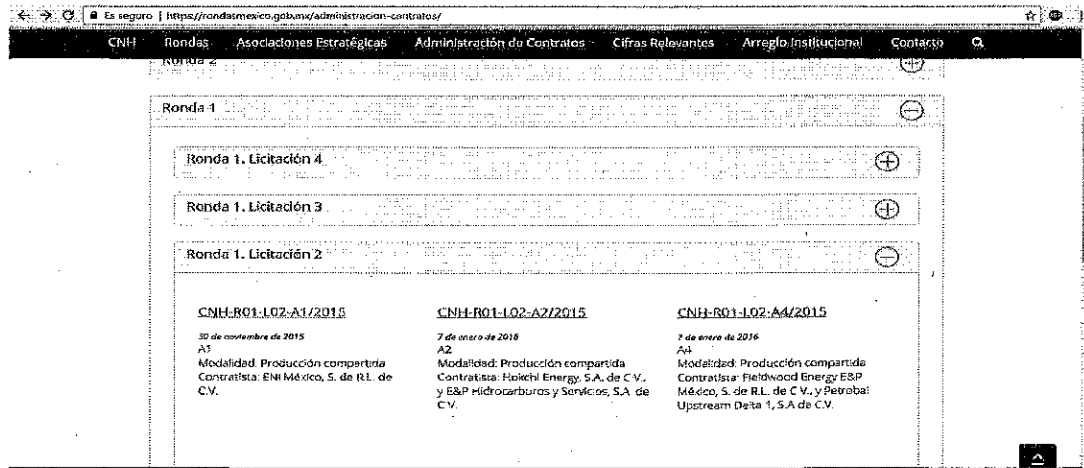 Es seguro | https://rondasmexico.gob.mx/administracion-contratos/
CNH Rondas Asociaciones Estratégicas Administración de Contratos Cifras Relevantes Arreglo Institucional Contacto
Ronda 2
Ronda 1
Ronda 1. Licitación 4
Ronda 1. Licitación 3
Ronda 1. Licitación 2
CNH-R01-L02-A1/2015
30 de noviembre de 2015
A1
Modalidad: Producción compartida
Contratista: ENI México, S. de R.L. de
C.V.
CNH-R01-L02-A2/2015
7 de enero de 2016
A2
Modalidad: Producción compartida
Contratista: Hokchi Energy, S.A. de C.V.,
y E&P Hidrocarburos y Servicios, S.A. de
C.V.
CNH-R01-L02-A4/2015
7 de enero de 2016
A4
Modalidad: Producción compartida
Contratista: Fieldwood Energy E&P
México, S. de R.L. de C.V., y Petrobal
Upstream Delta 1, S.A de C.V.